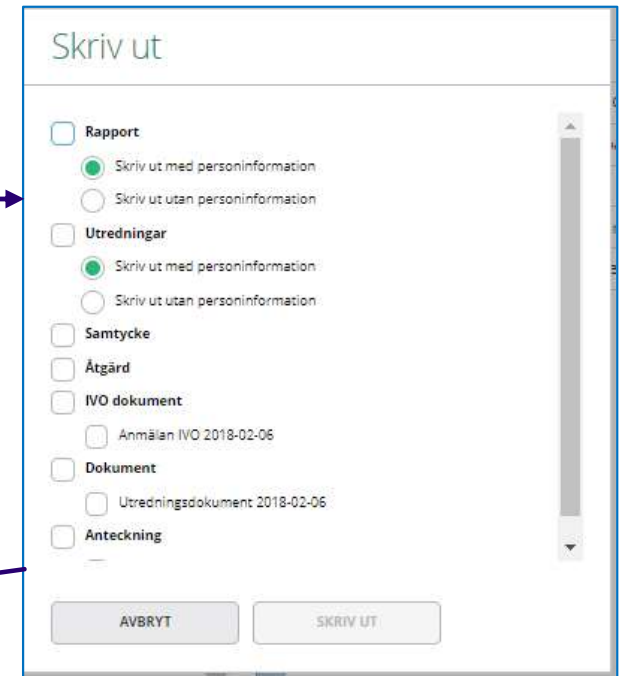 Skriv ut
Rapport
Skriv ut med personinformation
Skriv ut utan personinformation
Utredningar
Skriv ut med personinformation
Skriv ut utan personinformation
Samtycke
Åtgärd
IVO dokument
Anmälan IVO 2018-02-06
Dokument
Utredningsdokument 2018-02-06
Anteckning
AVBRYT SKRIV UT